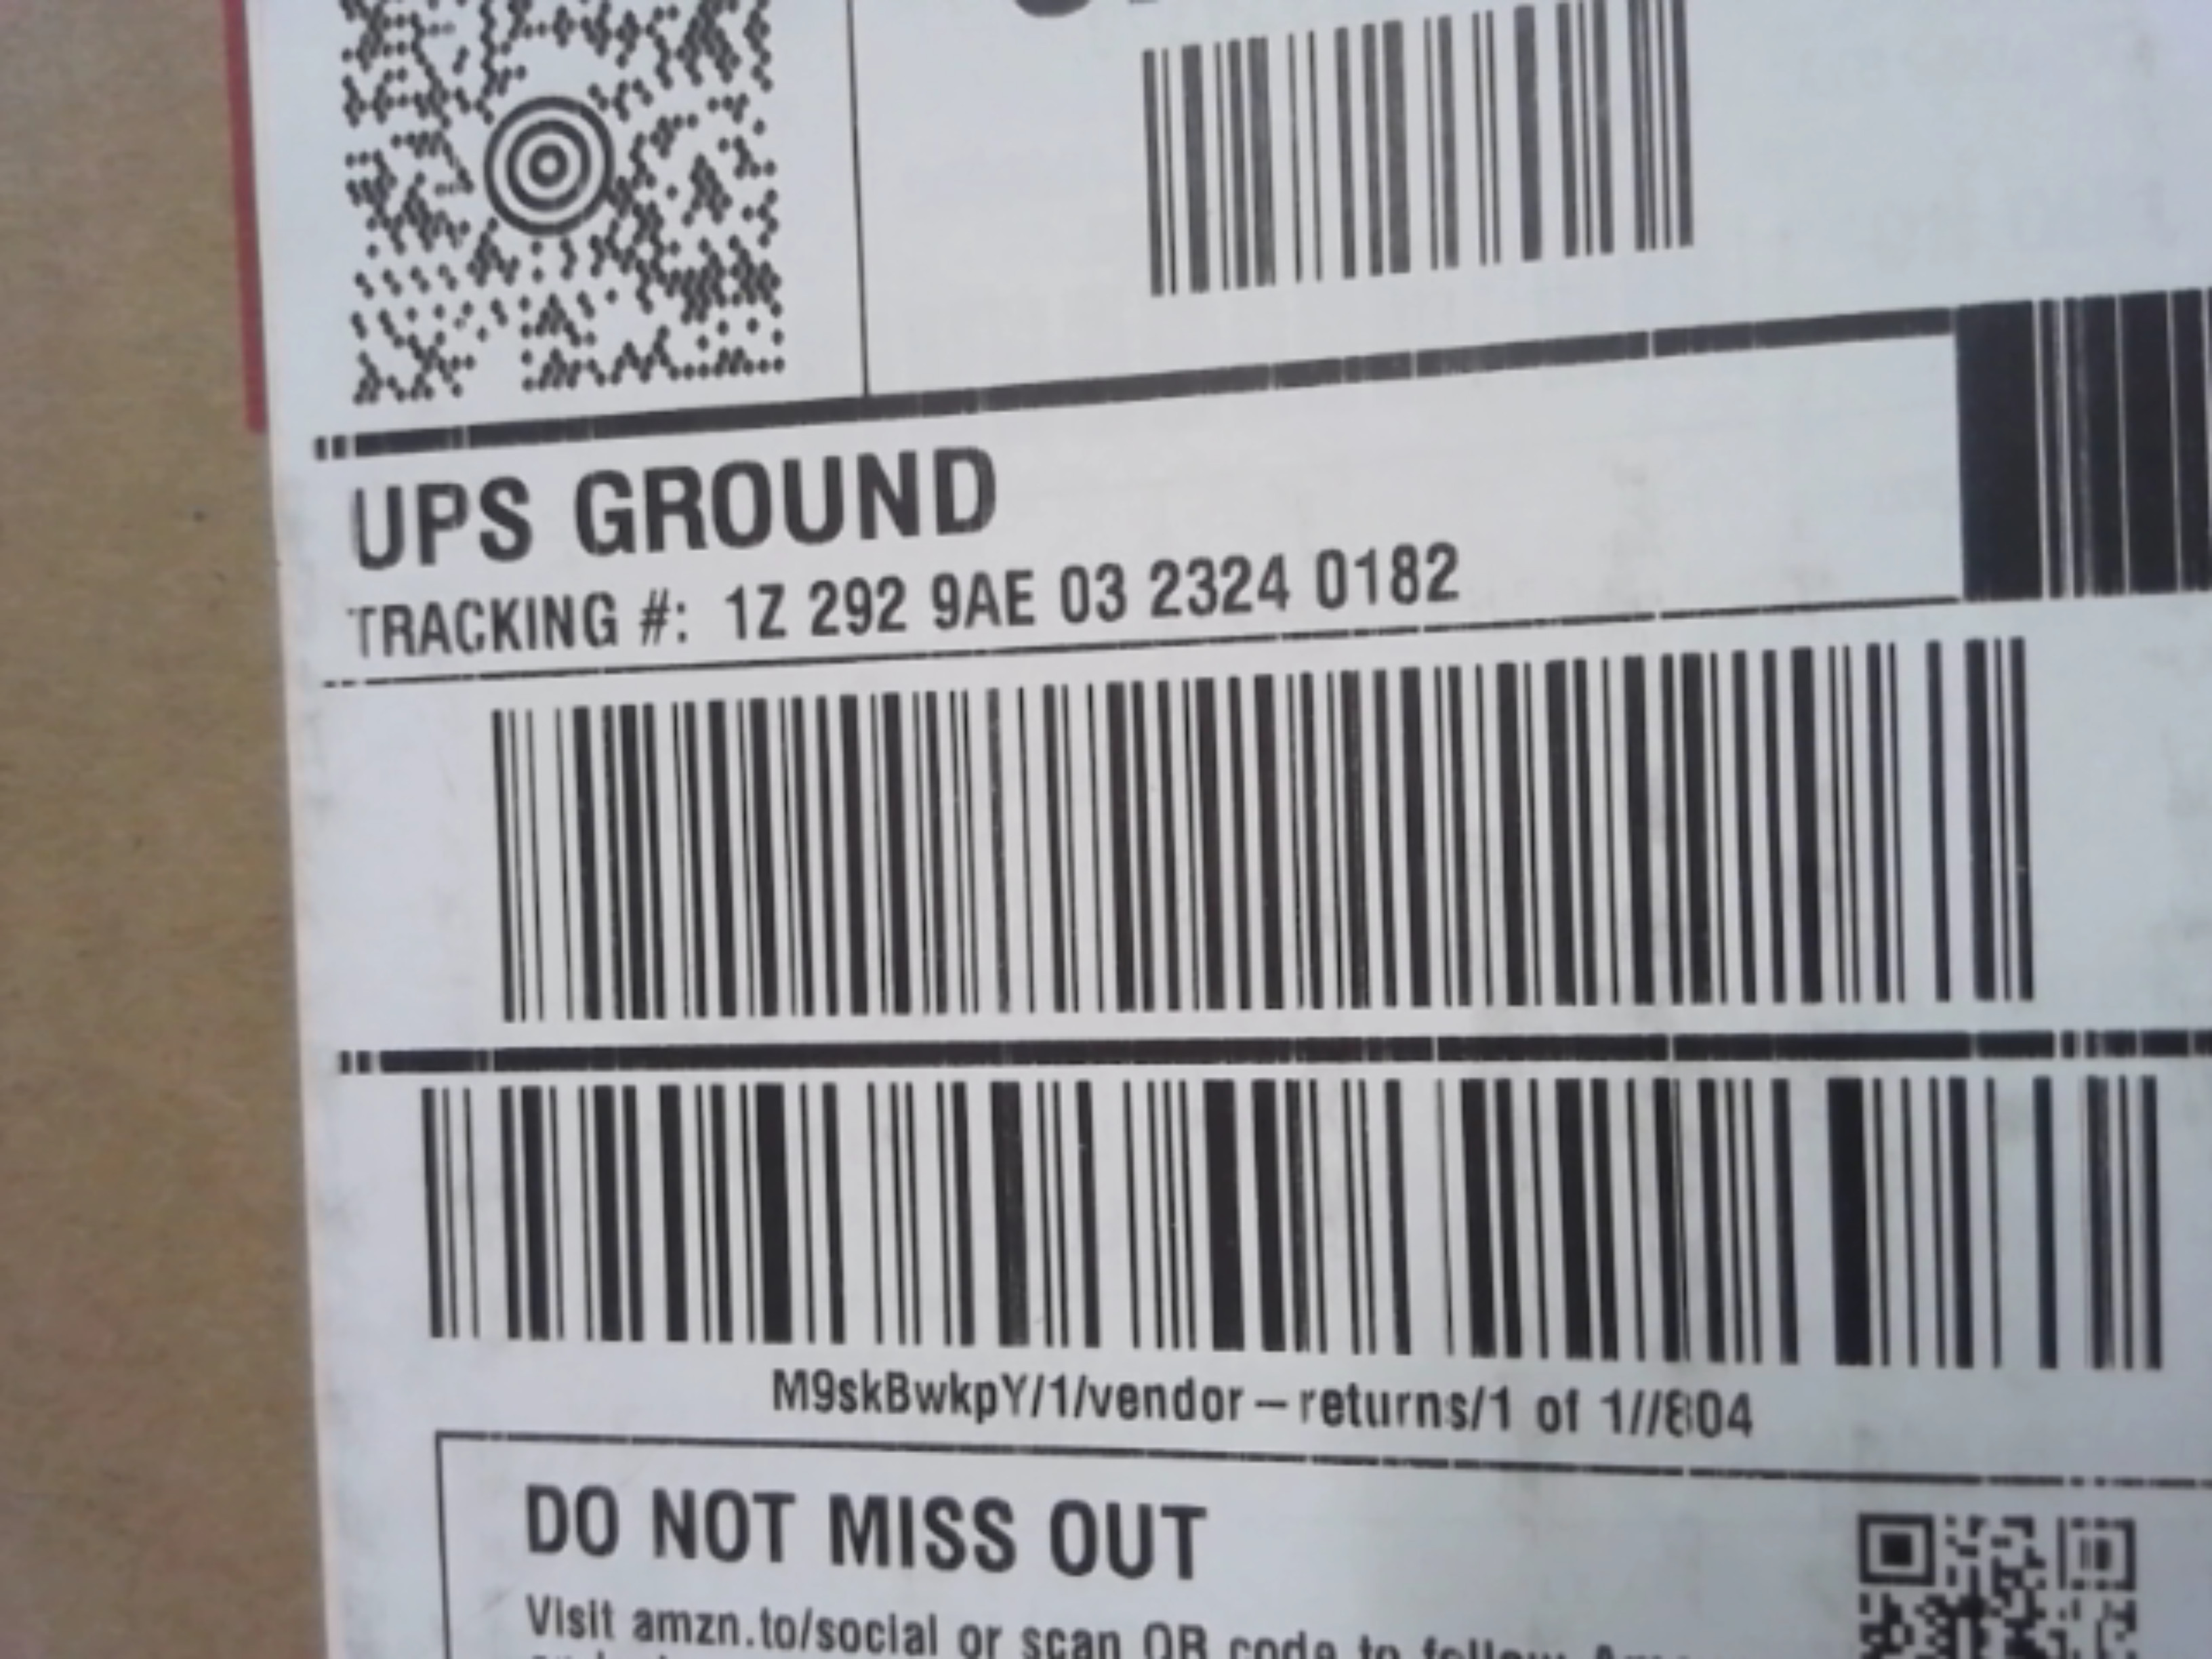 UPS GROUND
TRACKING #: 1Z 292 9AE 03 2324 0182
M9skBwkpY/1/vendor – returns/1 of 1//804
DO NOT MISS OUT
Visit amzn.to/social or scan QR code to follow